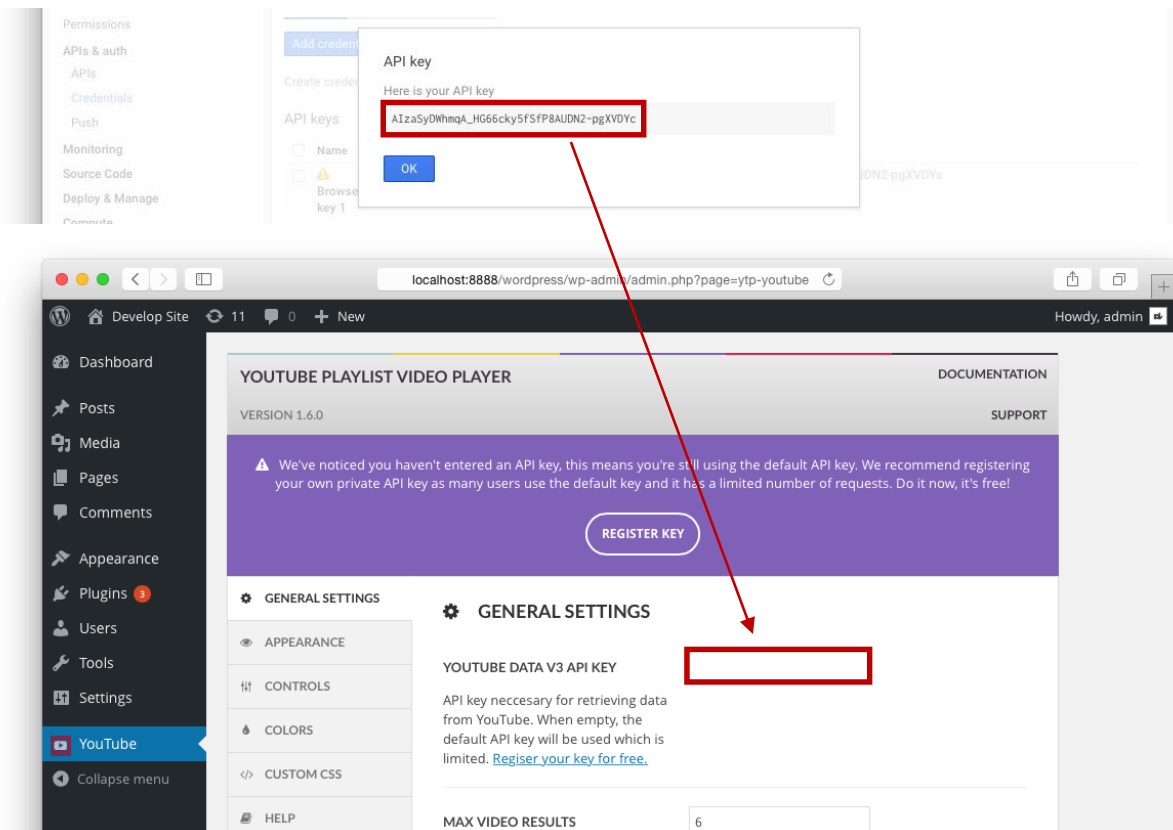 Permissions
APIs & auth
APIs
Credentials
Push
Monitoring
Source Code
Deploy & Manage
Compute
Add creden
Create creder
API keys
Name
Browse
key 1
API key
Here is your API key
AIzaSyDWhmqA_HG66cky5fSfP8AUDN2-pgXVDYc
OK
DN2-pgXVDYc
localhost:8888/wordpress/wp-admin/admin.php?page=ytp-youtube
Develop Site 11 0 + New
Howdy, admin
Dashboard
Posts
Media
Pages
Comments
Appearance
Plugins 3
Users
Tools
Settings
YouTube
Collapse menu
YOUTUBE PLAYLIST VIDEO PLAYER
DOCUMENTATION
VERSION 1.6.0
SUPPORT
We've noticed you haven't entered an API key, this means you're still using the default API key. We recommend registering
your own private API key as many users use the default key and it has a limited number of requests. Do it now, it's free!
REGISTER KEY
GENERAL SETTINGS
APPEARANCE
CONTROLS
COLORS
CUSTOM CSS
HELP
GENERAL SETTINGS
YOUTUBE DATA V3 API KEY
API key neccesary for retrieving data
from YouTube. When empty, the
default API key will be used which is
limited. Regiser your key for free.
MAX VIDEO RESULTS
6